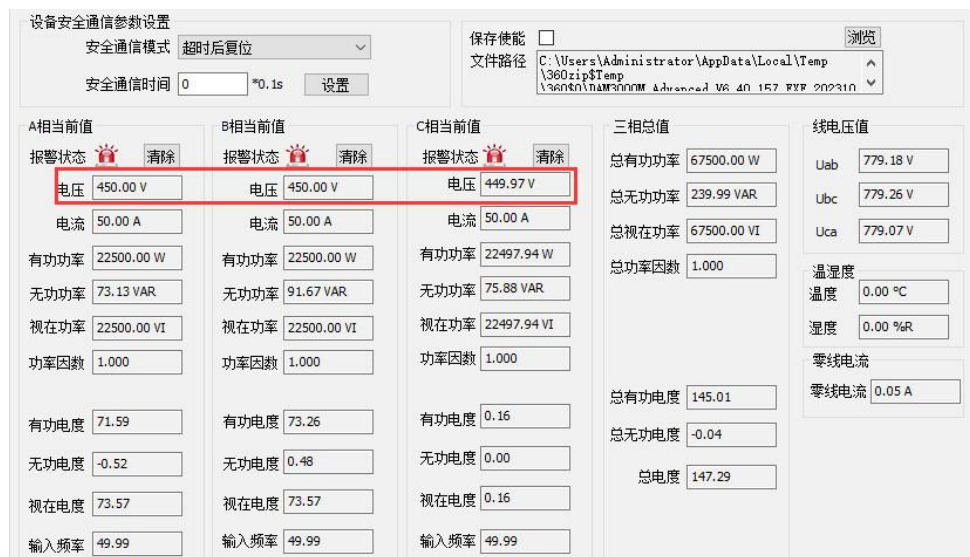 设备安全通信参数设置
安全通信模式 超时后复位
安全通信时间 0 *0.1s 设置
保存使能 浏览
文件路径 C:\Users\Administrator\AppData\Local\Temp
\360zip$Temp
\360$0\DAM3000M Advanced V6.40.157.EXE 202310
A相当前值
报警状态 清除
电压 450.00 V
电流 50.00 A
有功功率 22500.00 W
无功功率 73.13 VAR
视在功率 22500.00 VI
功率因数 1.000
有功电度 71.59
无功电度 -0.52
视在电度 73.57
输入频率 49.99
B相当前值
报警状态 清除
电压 450.00 V
电流 50.00 A
有功功率 22500.00 W
无功功率 91.67 VAR
视在功率 22500.00 VI
功率因数 1.000
有功电度 73.26
无功电度 0.48
视在电度 73.57
输入频率 49.99
C相当前值
报警状态 清除
电压 449.97 V
电流 50.00 A
有功功率 22497.94 W
无功功率 75.88 VAR
视在功率 22497.94 VI
功率因数 1.000
有功电度 0.16
无功电度 0.00
视在电度 0.16
输入频率 49.99
三相总值
总有功功率 67500.00 W
总无功功率 239.99 VAR
总视在功率 67500.00 VI
总功率因数 1.000
总有功电度 145.01
总无功电度 -0.04
总电度 147.29
线电压值
Uab 779.18 V
Ubc 779.26 V
Uca 779.07 V
温湿度
温度 0.00 ℃
湿度 0.00 %R
零线电流
零线电流 0.05 A